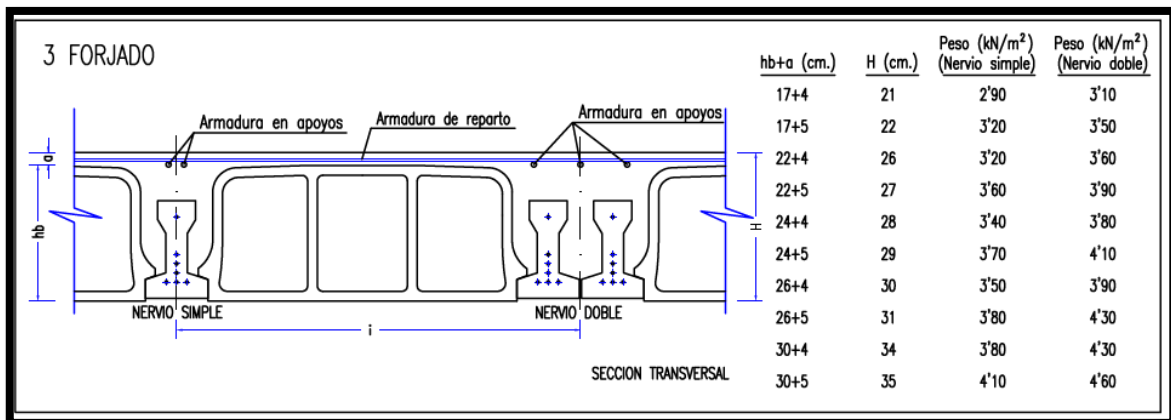 3 FORJADO
Armadura en apoyos
Armadura de reparto
Armadura en apoyos
a
hb
H
NERVIO SIMPLE
NERVIO DOBLE
i
SECCION TRANSVERSAL
hb+a (cm.) H (cm.) Peso (kN/m²) (Nervio simple) Peso (kN/m²) (Nervio doble)
17+4 21 2'90 3'10
17+5 22 3'20 3'50
22+4 26 3'20 3'60
22+5 27 3'60 3'90
24+4 28 3'40 3'80
24+5 29 3'70 4'10
26+4 30 3'50 3'90
26+5 31 3'80 4'30
30+4 34 3'80 4'30
30+5 35 4'10 4'60